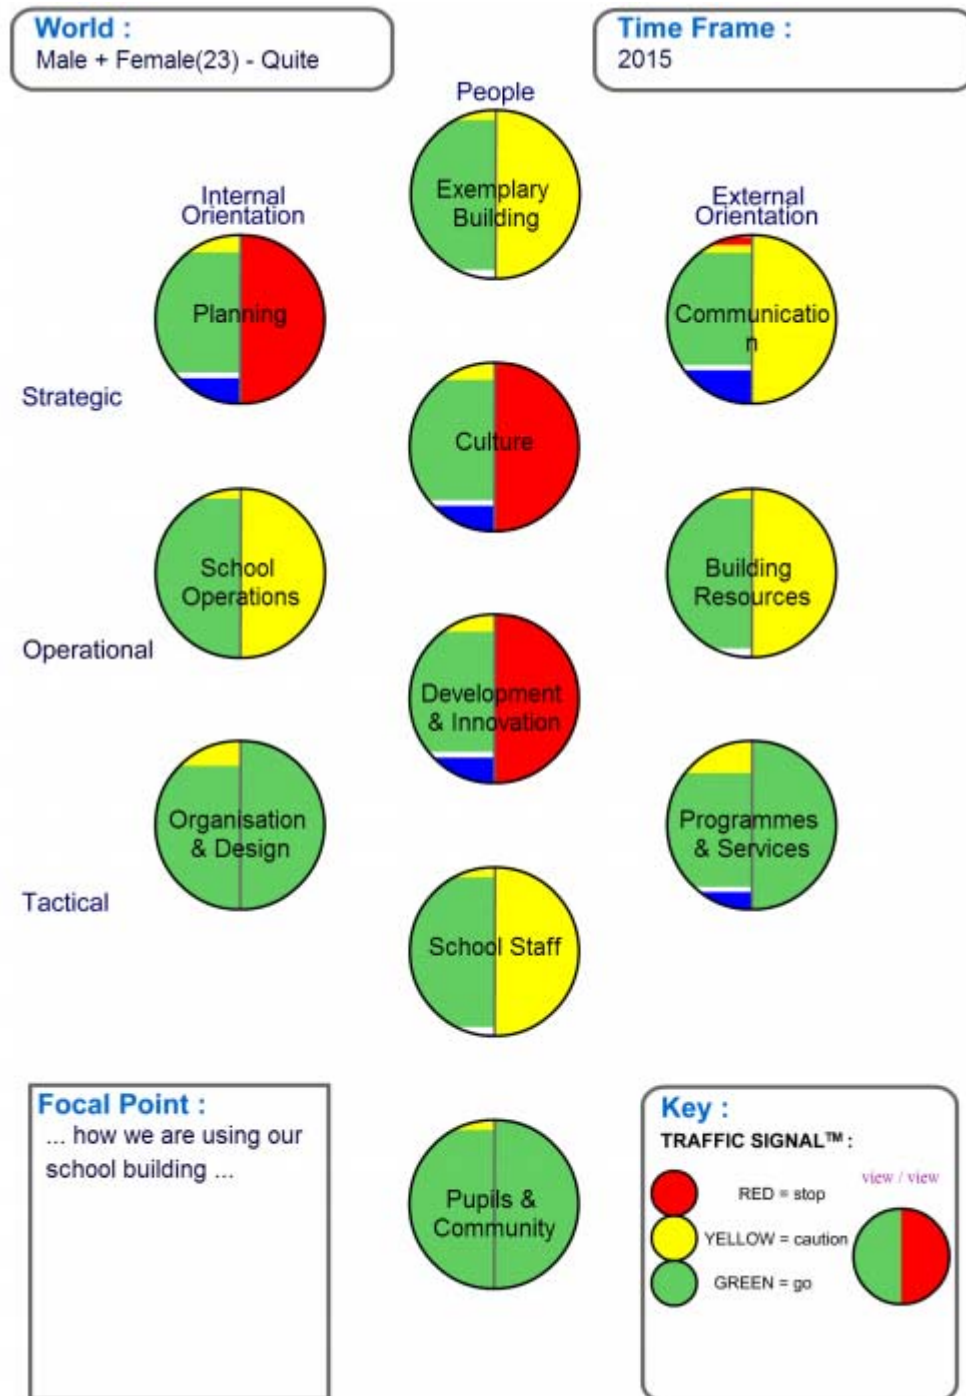 World :
Male + Female(23) - Quite
Time Frame :
2015
People
Exemplary
Building
Internal
Orientation
External
Orientation
Planning
Communicatio
n
Strategic
Culture
School
Operations
Building
Resources
Operational
Development
& Innovation
Organisation
& Design
Programmes
& Services
Tactical
School Staff
Focal Point :
... how we are using our
school building ...
Pupils &
Community
Key :
TRAFFIC SIGNAL™ :
view / view
RED = stop
YELLOW = caution
GREEN = go